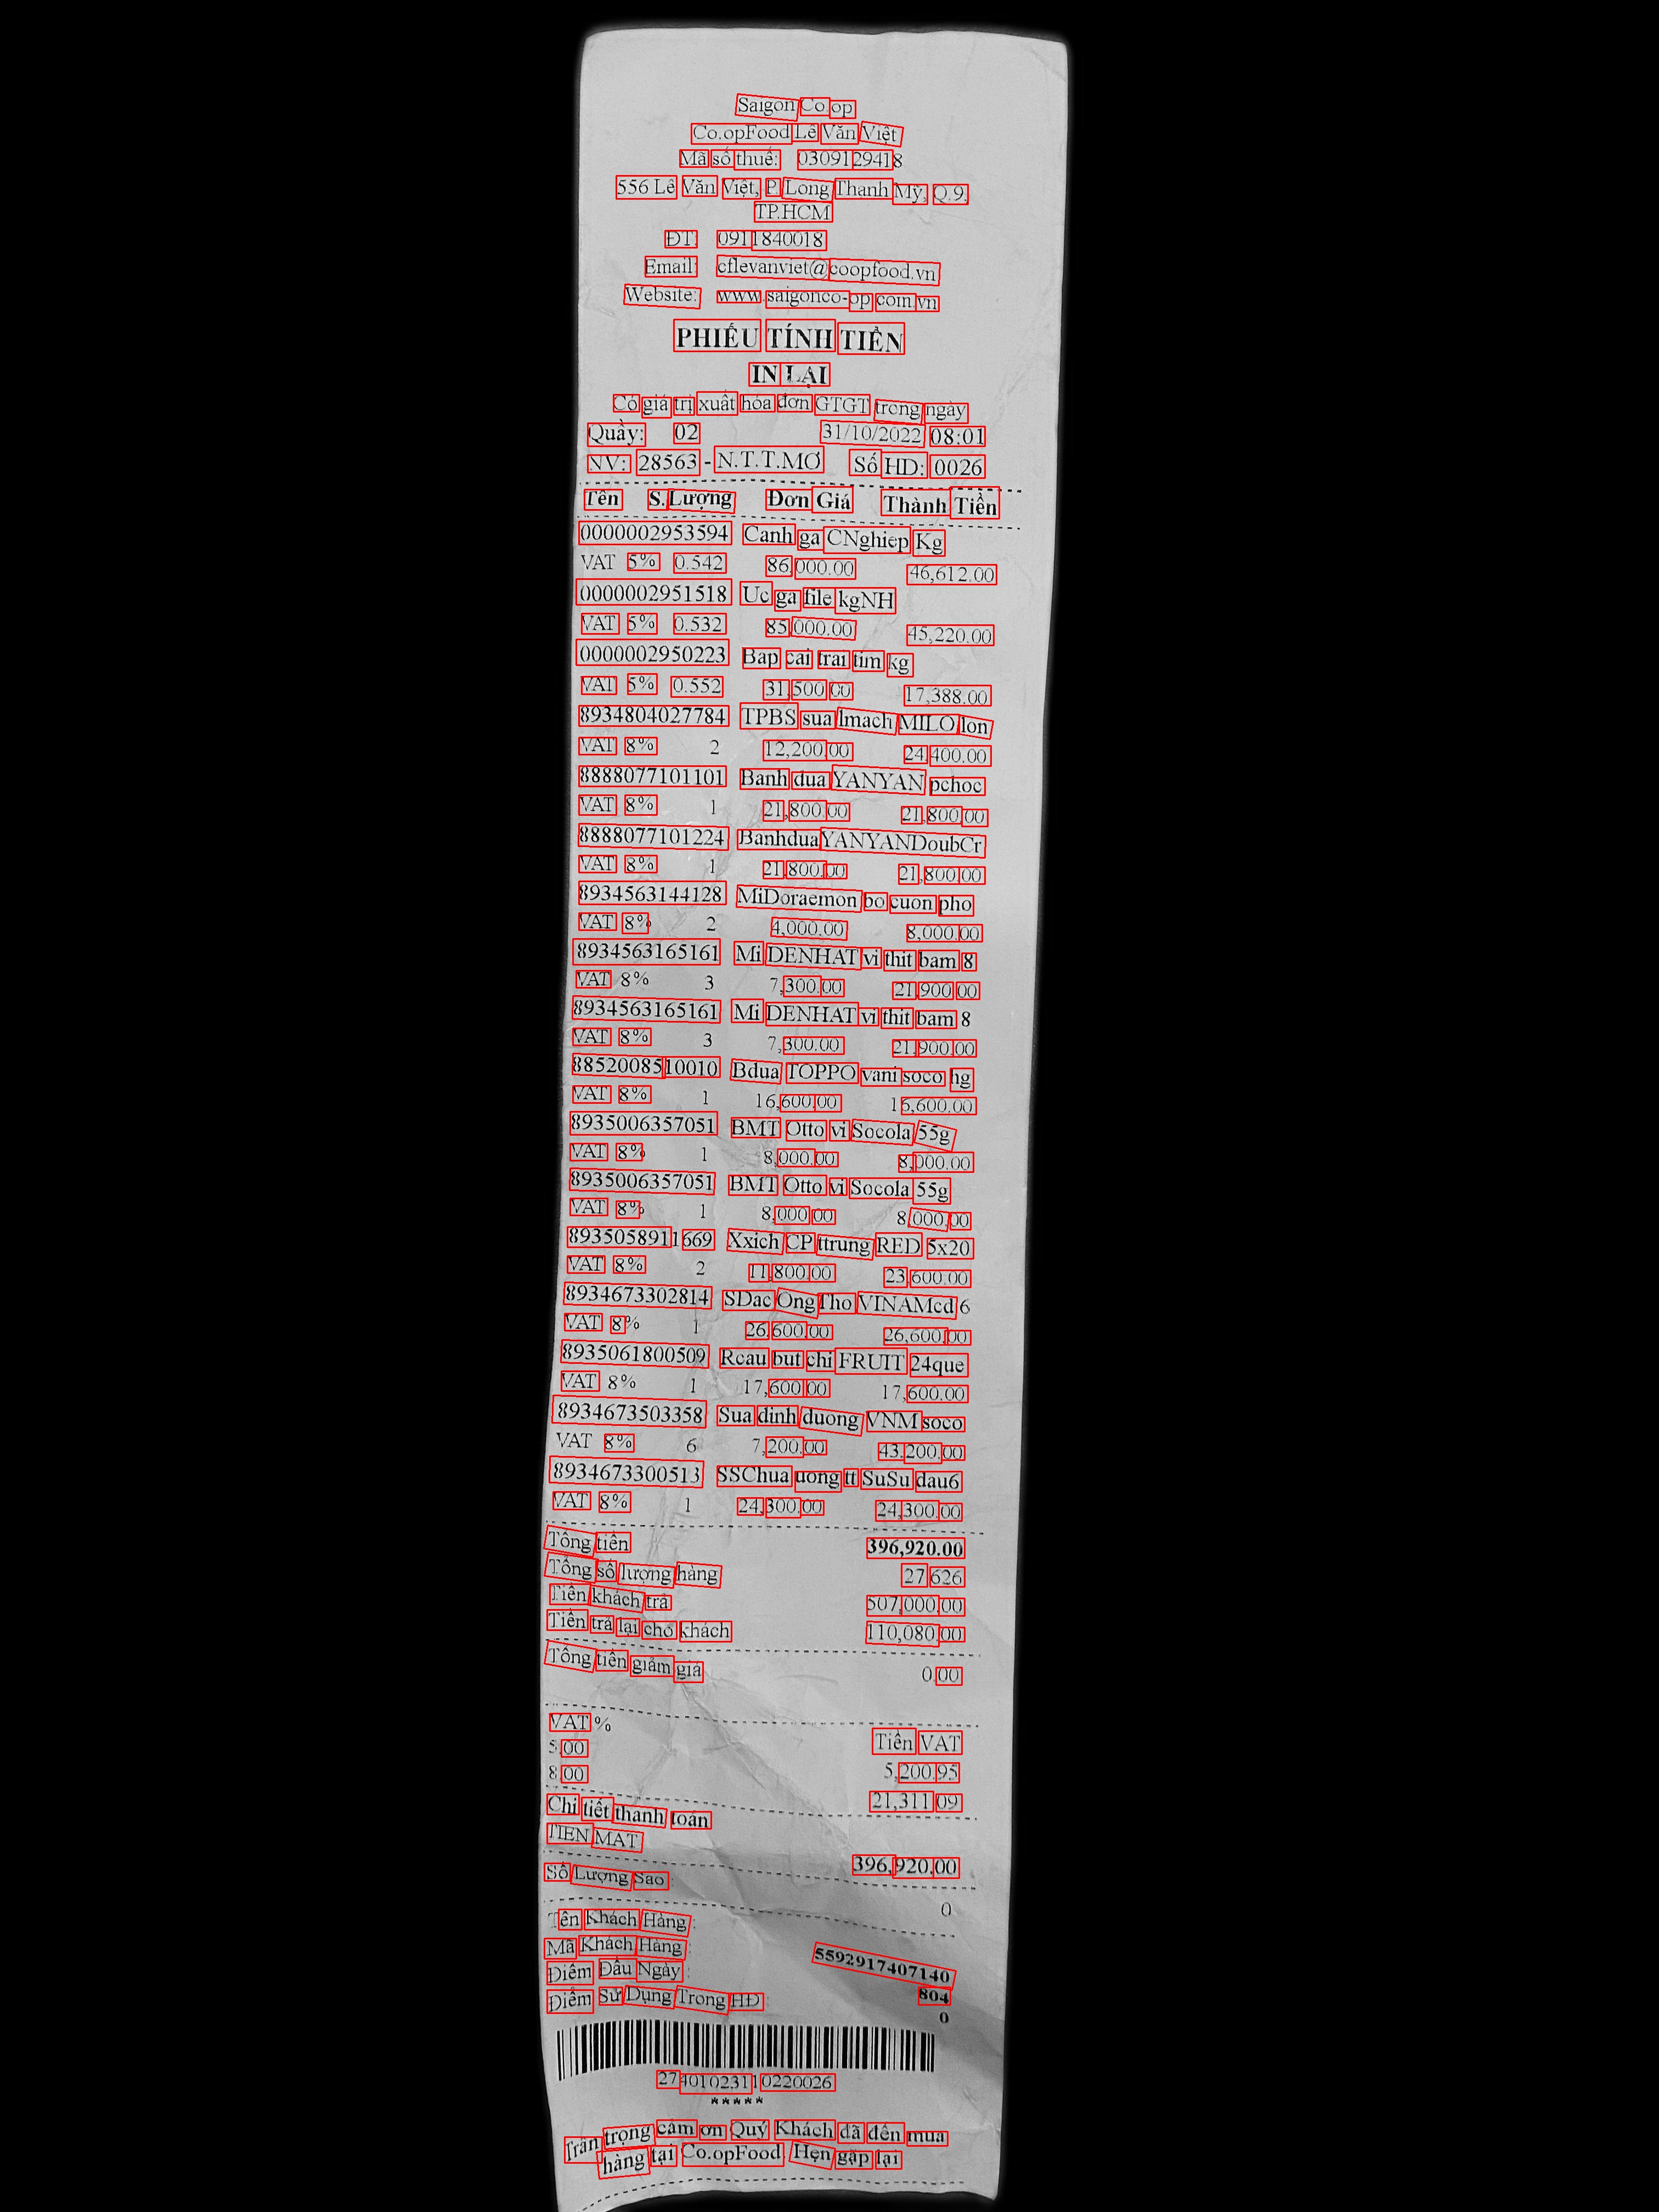 Saigon Co.op
Co.opFood Lê Văn Việt
Mã số thuế: 0309129418
556 Lê Văn Việt, P. Long Thạnh Mỹ, Q.9,
TP.HCM
ĐT: 0911840018
Email: cflevanviet@coopfood.vn
Website: www.saigonco-op.com.vn
PHIẾU TÍNH TIỀN
IN LẠI
Có giá trị xuất hóa đơn GTGT trong ngày
Quầy: 02 31/10/2022 08:01
NV: 28563 - N.T.T.MƠ Số HD: 0026
Tên S.Lượng Đơn Giá Thành Tiền
0000002953594 Canh ga CNghiep Kg
VAT 5% 0.542 86,000.00 46,612.00
0000002951518 Uc ga file kgNH
VAT 5% 0.532 85,000.00 45,220.00
0000002950223 Bap cai trai tim kg
VAT 5% 0.552 31,500.00 17,388.00
8934804027784 TPBS sua lmach MILO lon
VAT 8% 2 12,200.00 24,400.00
8888077101101 Banh dua YANYAN pchoc
VAT 8% 1 21,800.00 21,800.00
8888077101224 BanhduaYANYANDoubCr
VAT 8% 1 21,800.00 21,800.00
8934563144128 MiDoraemon bo cuon pho
VAT 8% 2 4,000.00 8,000.00
8934563165161 Mi DENHAT vi thit bam 8
VAT 8% 3 7,300.00 21,900.00
8934563165161 Mi DENHAT vi thit bam 8
VAT 8% 3 7,300.00 21,900.00
8852008510010 Bdua TOPPO vani soco hg
VAT 8% 1 16,600.00 16,600.00
8935006357051 BMT Otto vi Socola 55g
VAT 8% 1 8,000.00 8,000.00
8935006357051 BMT Otto vi Socola 55g
VAT 8% 1 8,000.00 8,000.00
8935058911669 Xxich CP ttrung RED 5x20
VAT 8% 2 11,800.00 23,600.00
8934673302814 SDac OngTho VINAMcd 6
VAT 8% 1 26,600.00 26,600.00
8935061800509 Rcau but chi FRUIT 24que
VAT 8% 1 17,600.00 17,600.00
8934673503358 Sua dinh duong VNM soco
VAT 8% 6 7,200.00 43,200.00
8934673300513 SSChua uong tt SuSu dau6
VAT 8% 1 24,300.00 24,300.00
Tổng tiền 396,920.00
Tổng số lượng hàng 27.626
Tiền khách trả 507,000.00
Tiền trả lại cho khách 110,080.00
Tổng tiền giảm giá 0.00
VAT % Tiền VAT
5.00 5,200.95
8.00 21,311.09
Chi tiết thanh toán
TIEN MAT 396,920.00
Số Lượng Sao : 0
Tên Khách Hàng :
Mã Khách Hàng : 5592917407140
Điểm Đầu Ngày : 804
Điểm Sử Dụng Trong HĐ : 0
2740102311 0220026
*****
Trân trọng cảm ơn Quý Khách đã đến mua
hàng tại Co.opFood. Hẹn gặp lại